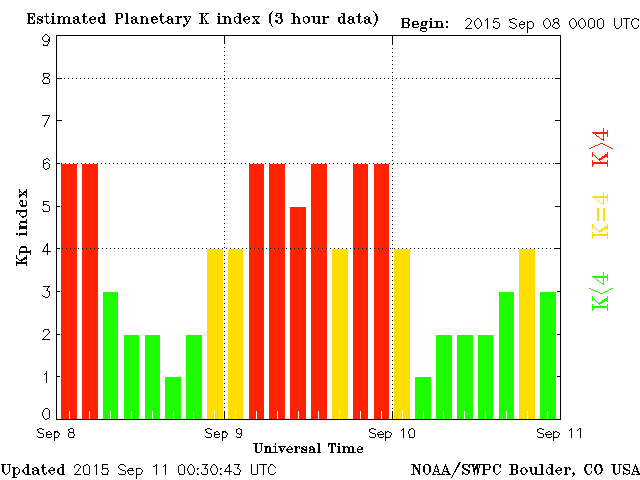 Estimated Planetary K index (3 hour data)
Begin: 2015 Sep 08 0000 UTC
9
8
7
6
5
4
3
2
1
0
Kp index
Sep 8 Sep 9 Sep 10 Sep 11
Universal Time
K>4
K=4
K<4
Updated 2015 Sep 11 00:30:43 UTC
NOAA/SWPC Boulder, CO USA